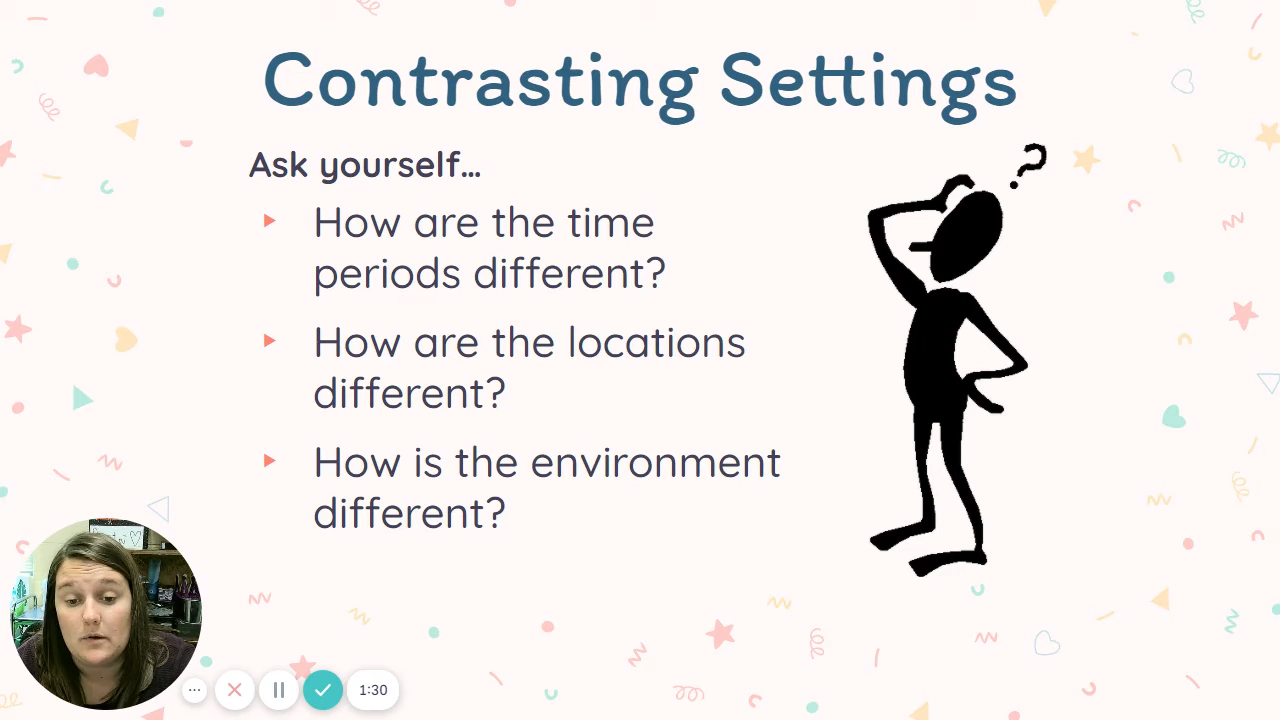 Contrasting Settings
Ask yourself...
How are the time
periods different?
How are the locations
different?
How is the environment
different?
?
1:30